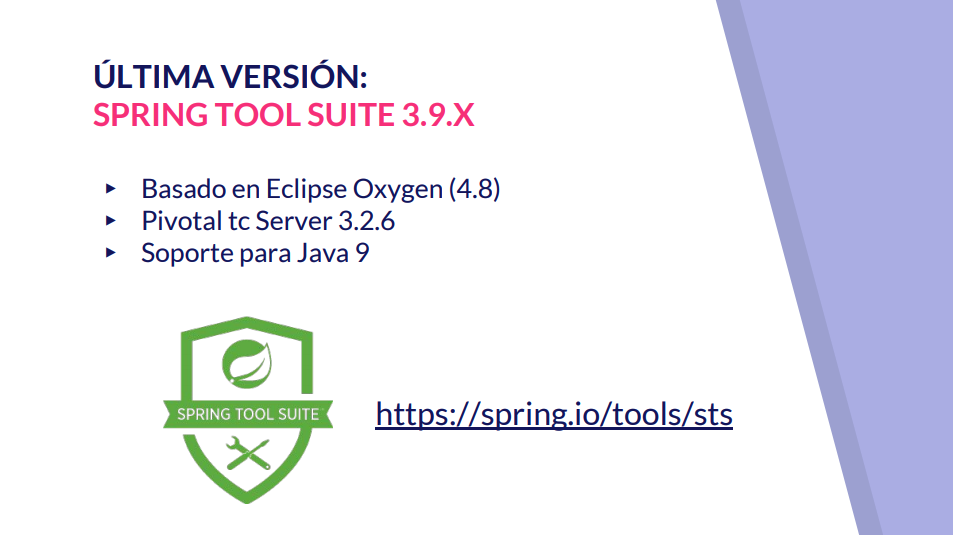 ÚLTIMA VERSIÓN:
SPRING TOOL SUITE 3.9.X
▸ Basado en Eclipse Oxygen (4.8)
▸ Pivotal tc Server 3.2.6
▸ Soporte para Java 9
SPRING TOOL SUITE
https://spring.io/tools/sts